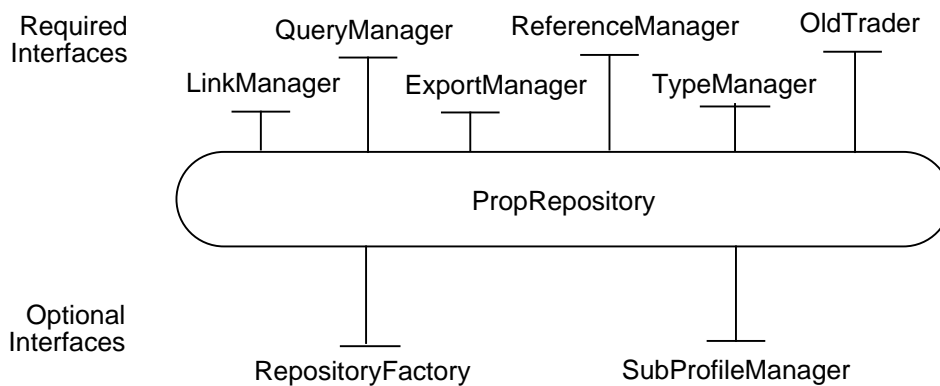 Required
Interfaces
QueryManager
ReferenceManager
OldTrader
LinkManager
ExportManager
TypeManager
PropRepository
Optional
Interfaces
RepositoryFactory
SubProfileManager